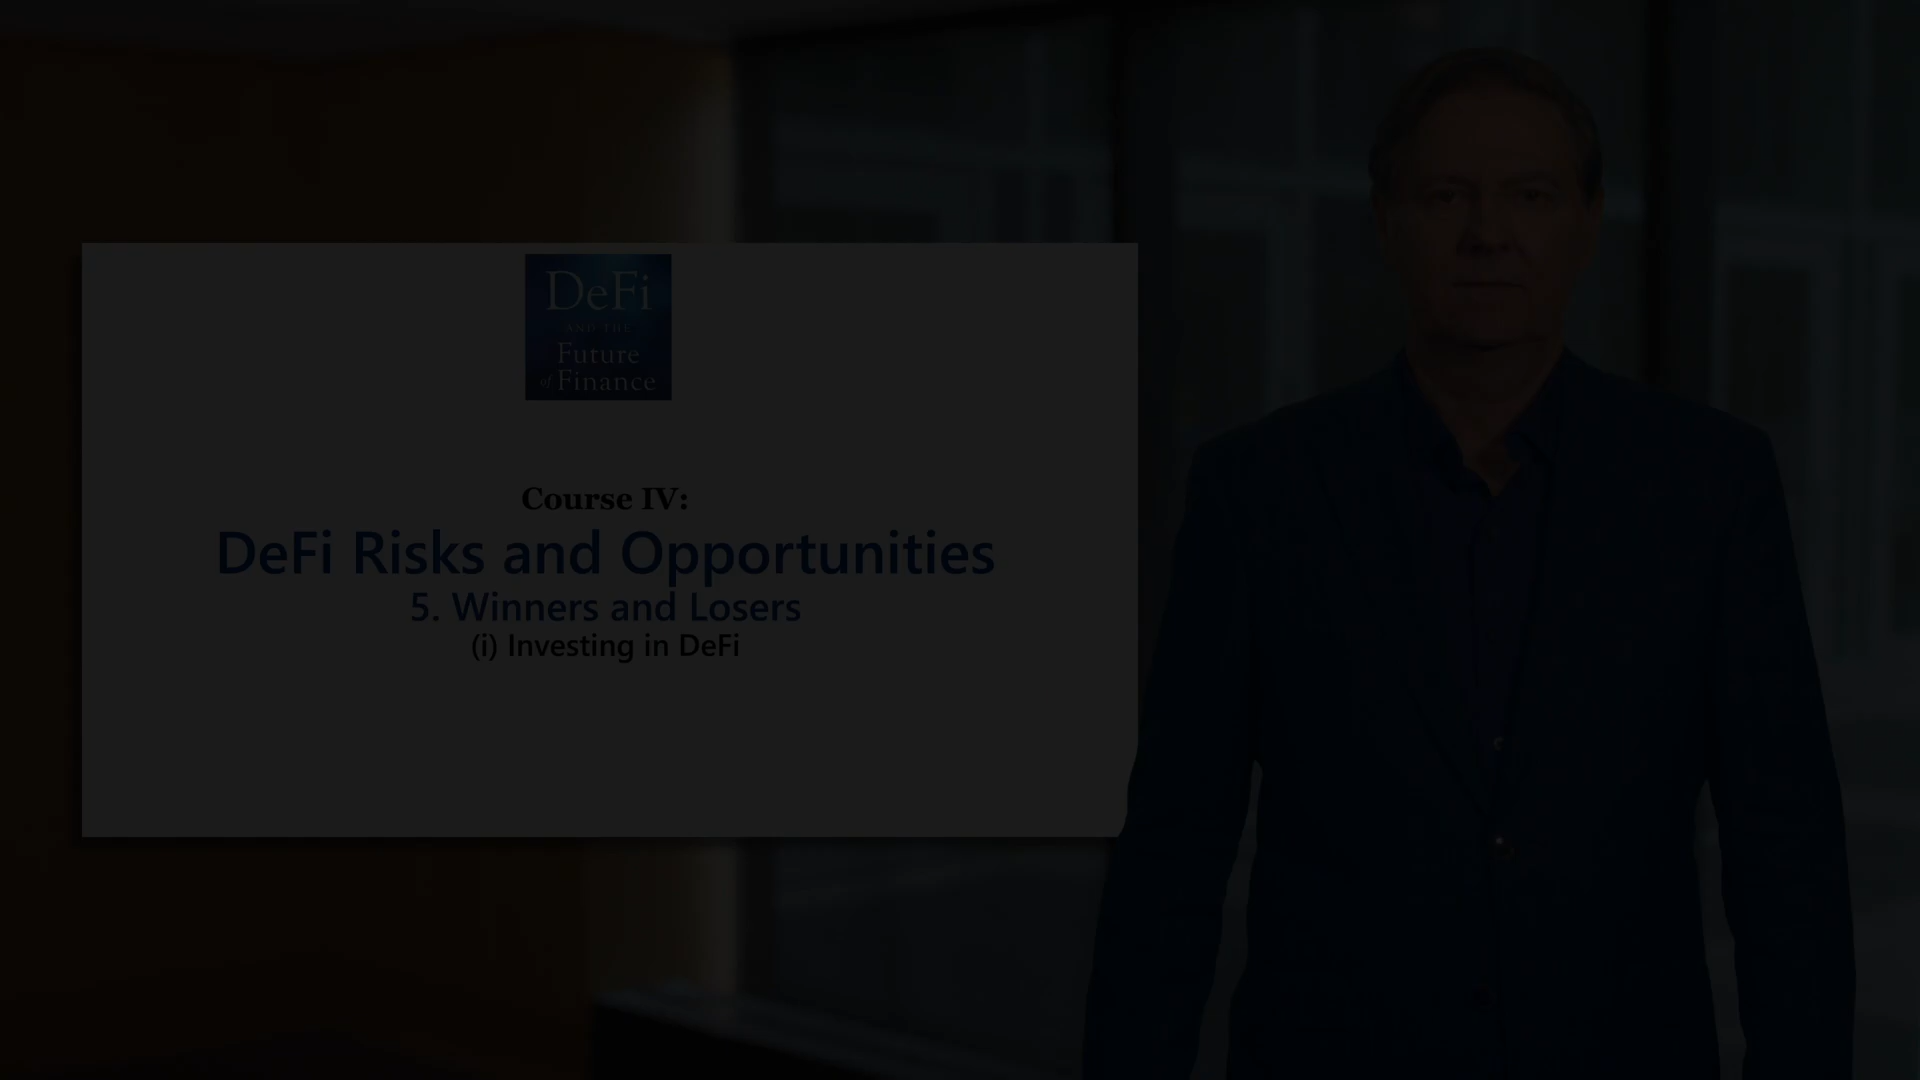 DeFi
AND THE
Future
of Finance
Course IV:
DeFi Risks and Opportunities
5. Winners and Losers
(i) Investing in DeFi